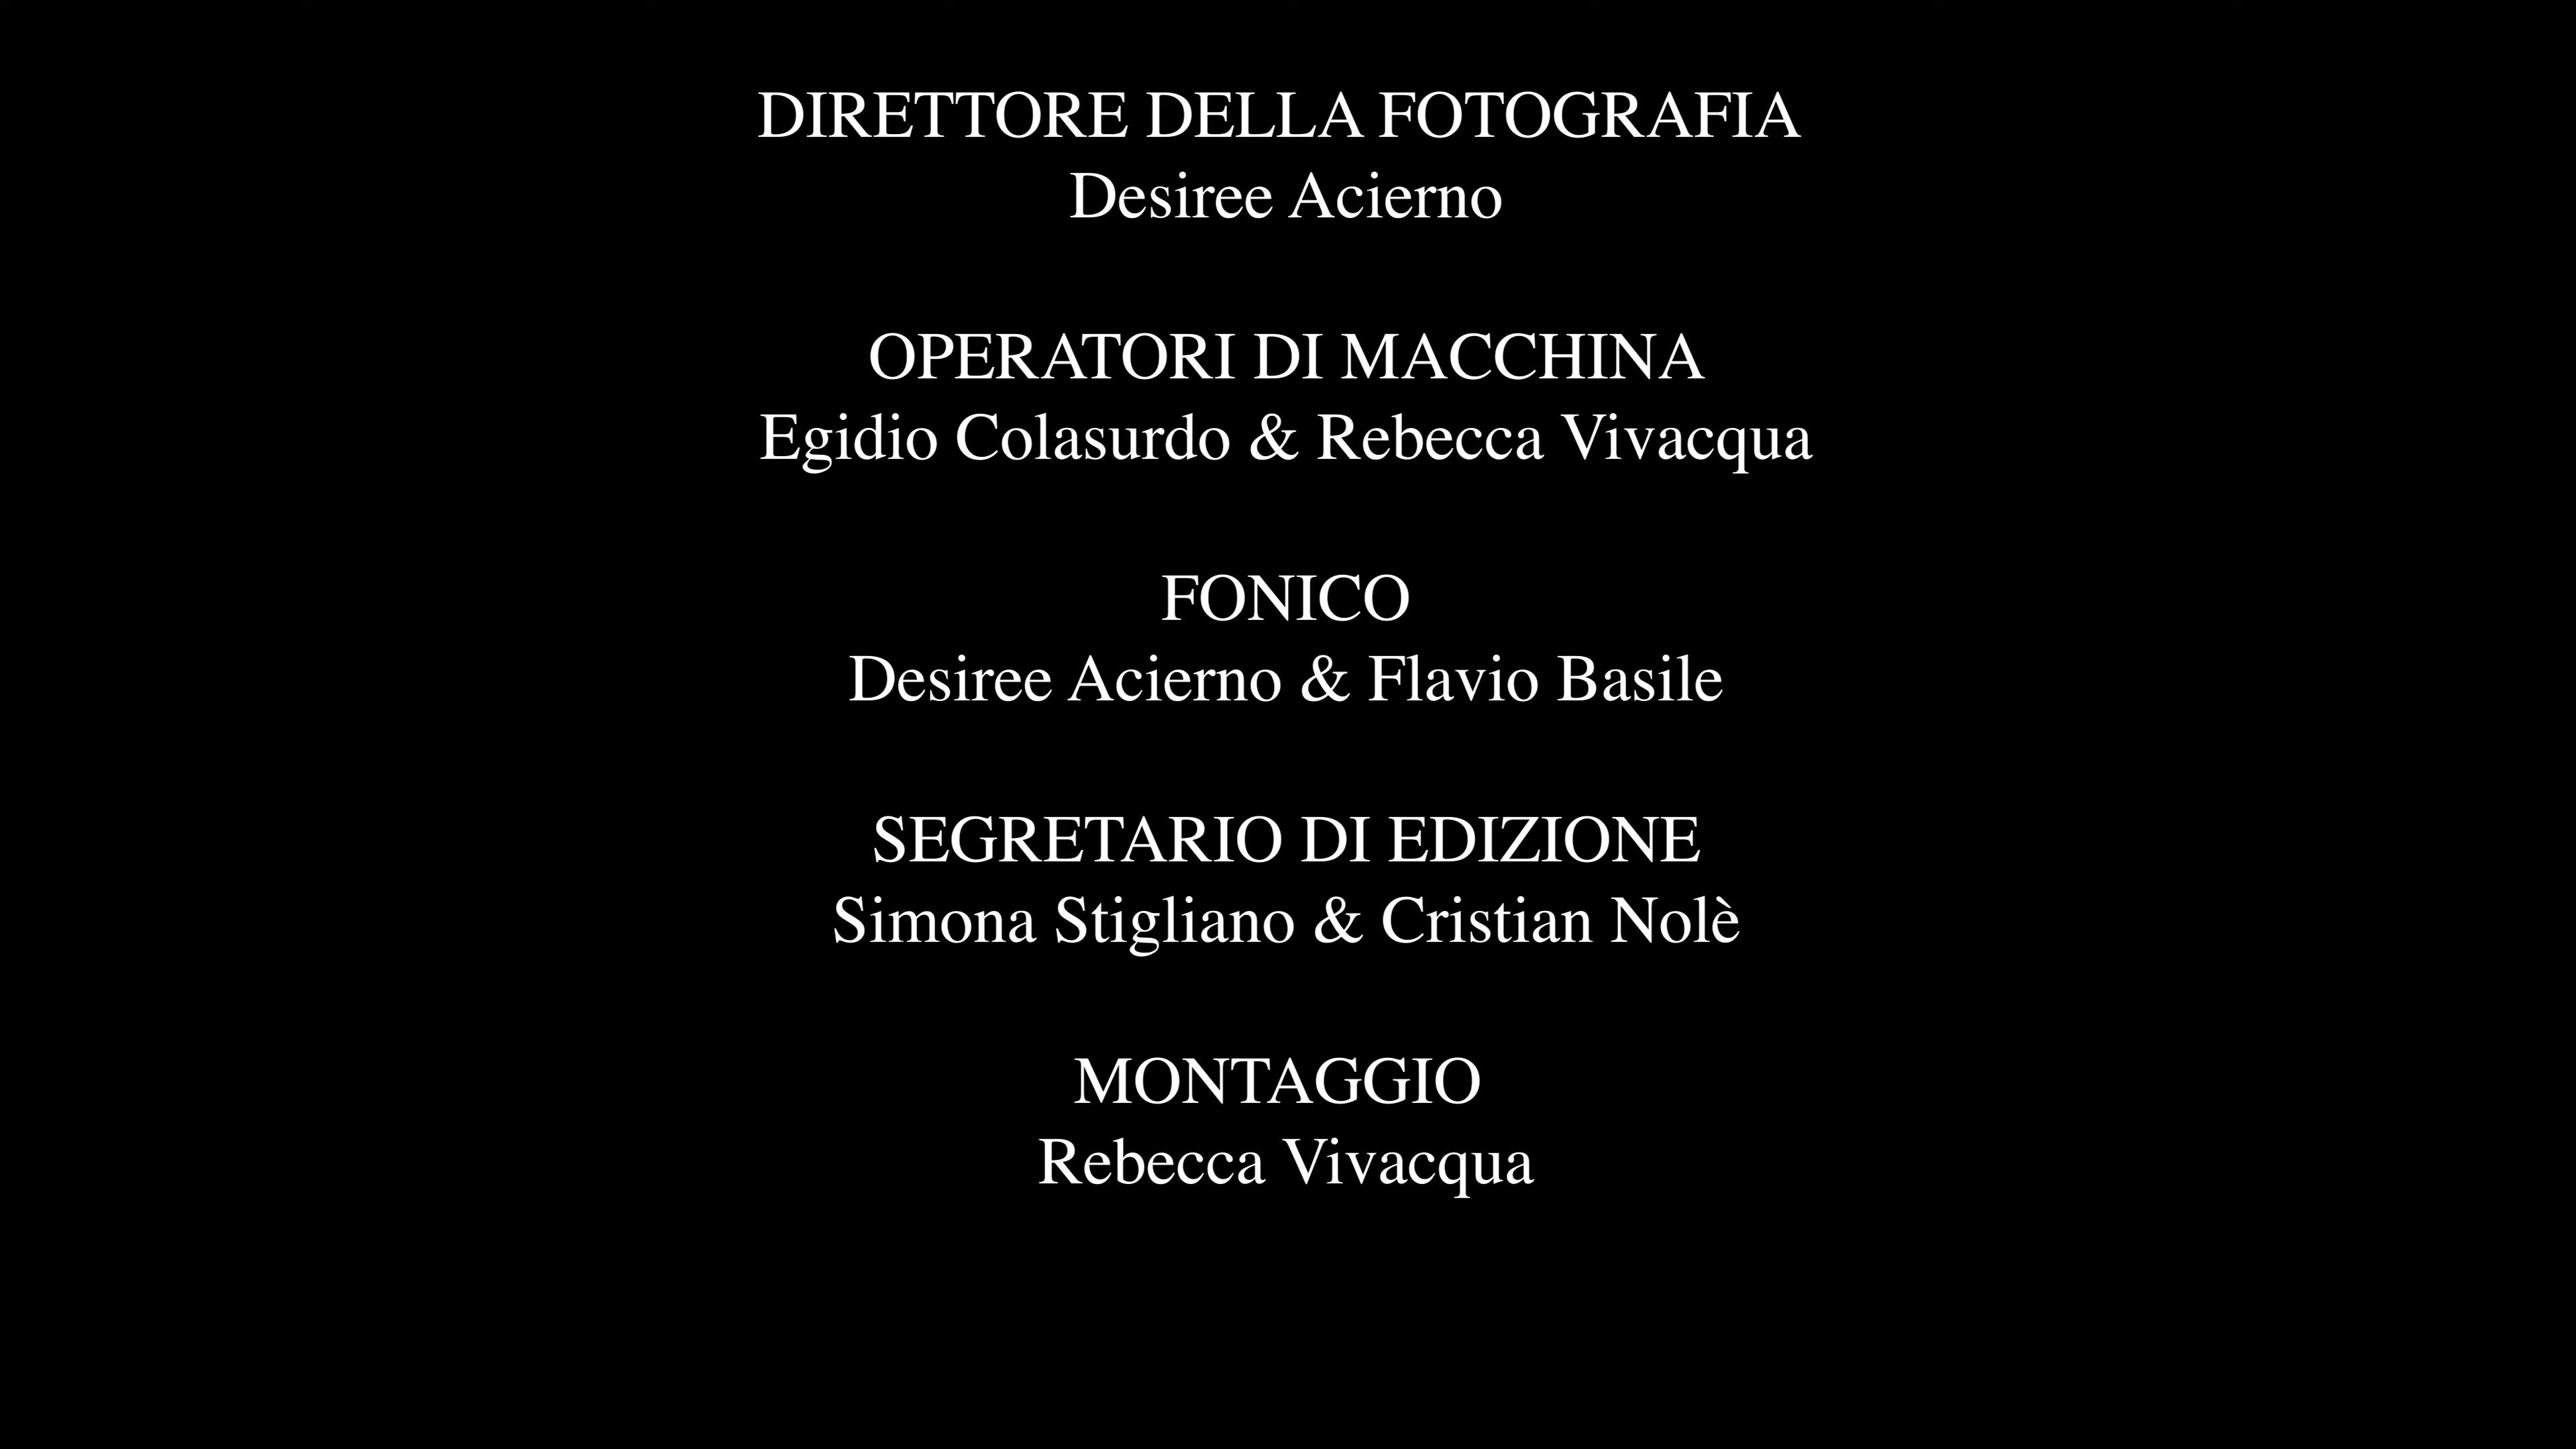 DIRETTORE DELLA FOTOGRAFIA
Desiree Acierno
OPERATORI DI MACCHINA
Egidio Colasurdo & Rebecca Vivacqua
FONICO
Desiree Acierno & Flavio Basile
SEGRETARIO DI EDIZIONE
Simona Stigliano & Cristian Nolè
MONTAGGIO
Rebecca Vivacqua